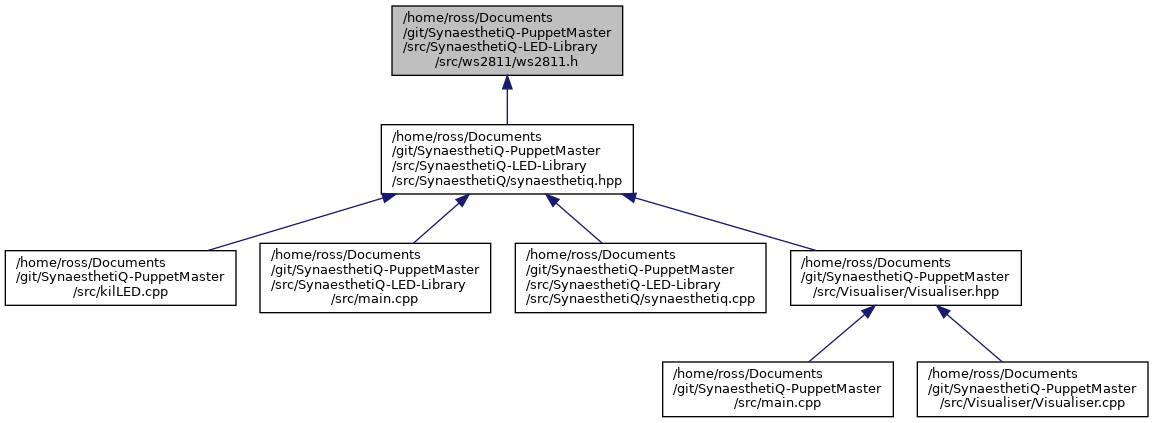 /home/ross/Documents
/git/SynaesthetiQ-PuppetMaster
/src/SynaesthetiQ-LED-Library
/src/ws2811/ws2811.h
/home/ross/Documents
/git/SynaesthetiQ-PuppetMaster
/src/SynaesthetiQ-LED-Library
/src/SynaesthetiQ/synaesthetiq.hpp
/home/ross/Documents
/git/SynaesthetiQ-PuppetMaster
/src/kilLED.cpp
/home/ross/Documents
/git/SynaesthetiQ-PuppetMaster
/src/SynaesthetiQ-LED-Library
/src/main.cpp
/home/ross/Documents
/git/SynaesthetiQ-PuppetMaster
/src/SynaesthetiQ-LED-Library
/src/SynaesthetiQ/synaesthetiq.cpp
/home/ross/Documents
/git/SynaesthetiQ-PuppetMaster
/src/Visualiser/Visualiser.hpp
/home/ross/Documents
/git/SynaesthetiQ-PuppetMaster
/src/main.cpp
/home/ross/Documents
/git/SynaesthetiQ-PuppetMaster
/src/Visualiser/Visualiser.cpp